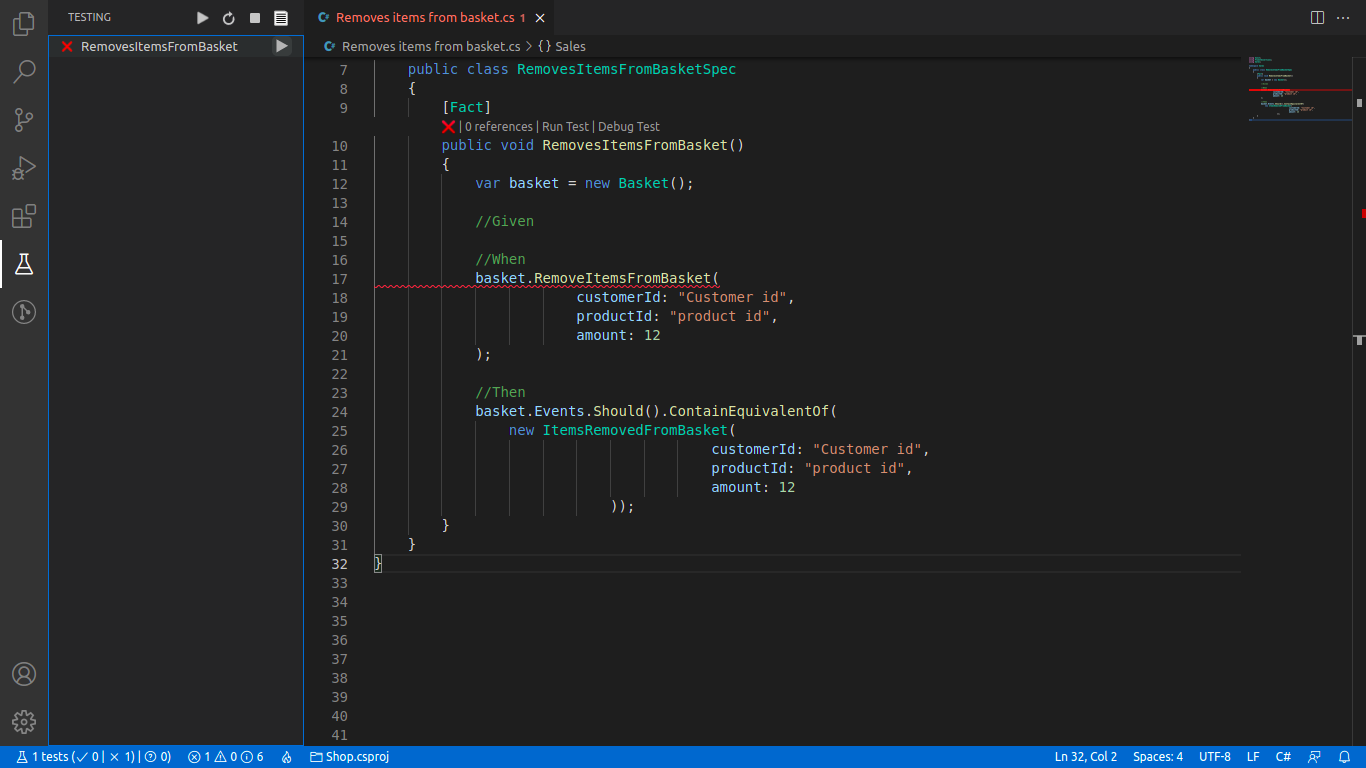 TESTING
Removes items from basket.cs 1
RemovesItemsFromBasket
Removes items from basket.cs > {} Sales
7 public class RemovesItemsFromBasketSpec
8 {
9 [Fact]
❌ | 0 references | Run Test | Debug Test
10 public void RemovesItemsFromBasket()
11 {
12 var basket = new Basket();
13
14 //Given
15
16 //When
17 basket.RemoveItemsFromBasket(
18 customerId: "Customer id",
19 productId: "product id",
20 amount: 12
21 );
22
23 //Then
24 basket.Events.Should().ContainEquivalentOf(
25 new ItemsRemovedFromBasket(
26 customerId: "Customer id",
27 productId: "product id",
28 amount: 12
29 ));
30 }
31 }
32 }
33
34
35
36
37
38
39
40
41
1 tests (✓ 0 | × 1) | ? 0) 1 0 6 Shop.csproj Ln 32, Col 2 Spaces: 4 UTF-8 LF C#